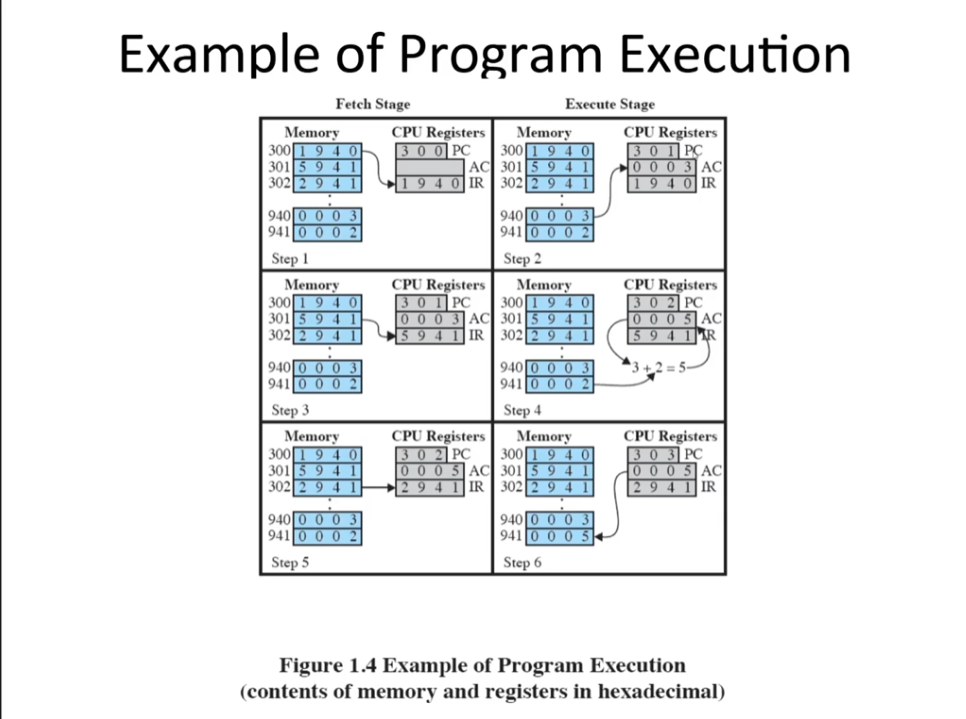 Example of Program Execution
Fetch Stage Execute Stage
Memory CPU Registers Memory CPU Registers
300 1 9 4 0 3 0 0 PC 300 1 9 4 0 3 0 1 PC
301 5 9 4 1 AC 301 5 9 4 1 0 0 0 3 AC
302 2 9 4 1 1 9 4 0 IR 302 2 9 4 1 1 9 4 0 IR
940 0 0 0 3 940 0 0 0 3
941 0 0 0 2 941 0 0 0 2
Step 1 Step 2
Memory CPU Registers Memory CPU Registers
300 1 9 4 0 3 0 1 PC 300 1 9 4 0 3 0 2 PC
301 5 9 4 1 0 0 0 3 AC 301 5 9 4 1 0 0 0 5 AC
302 2 9 4 1 5 9 4 1 IR 302 2 9 4 1 5 9 4 1 IR
940 0 0 0 3 940 0 0 0 3 3 + 2 = 5
941 0 0 0 2 941 0 0 0 2
Step 3 Step 4
Memory CPU Registers Memory CPU Registers
300 1 9 4 0 3 0 2 PC 300 1 9 4 0 3 0 3 PC
301 5 9 4 1 0 0 0 5 AC 301 5 9 4 1 0 0 0 5 AC
302 2 9 4 1 2 9 4 1 IR 302 2 9 4 1 2 9 4 1 IR
940 0 0 0 3 940 0 0 0 3
941 0 0 0 2 941 0 0 0 5
Step 5 Step 6
Figure 1.4 Example of Program Execution
(contents of memory and registers in hexadecimal)